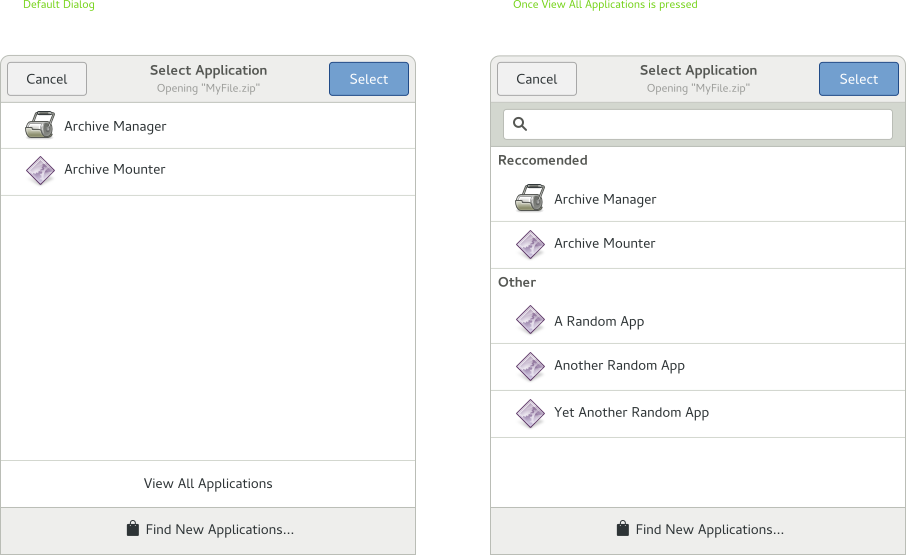 Default Dialog
Cancel
Select Application
Opening "MyFile.zip"
Select
Archive Manager
Archive Mounter
View All Applications
Find New Applications...
Once View All Applications is pressed
Cancel
Select Application
Opening "MyFile.zip"
Select
Reccomended
Archive Manager
Archive Mounter
Other
A Random App
Another Random App
Yet Another Random App
Find New Applications...